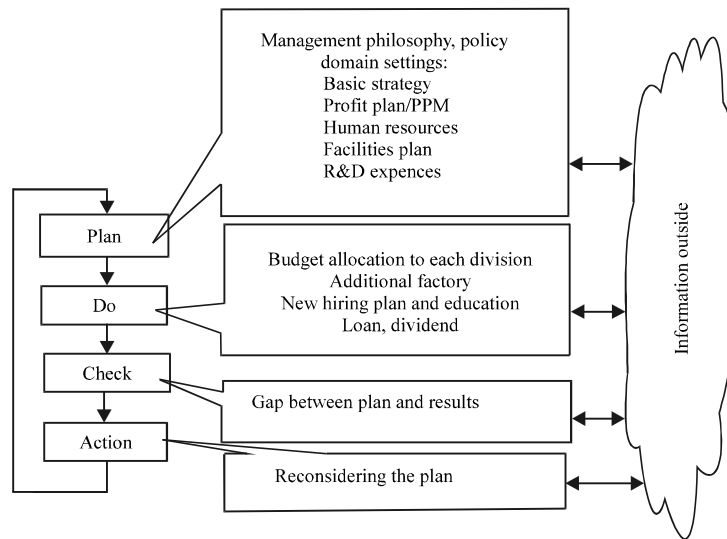 Management philosophy, policy
domain settings:
Basic strategy
Profit plan/PPM
Human resources
Facilities plan
R&D expences
Plan
Budget allocation to each division
Additional factory
New hiring plan and education
Loan, dividend
Do
Check
Gap between plan and results
Action
Reconsidering the plan
Information outside